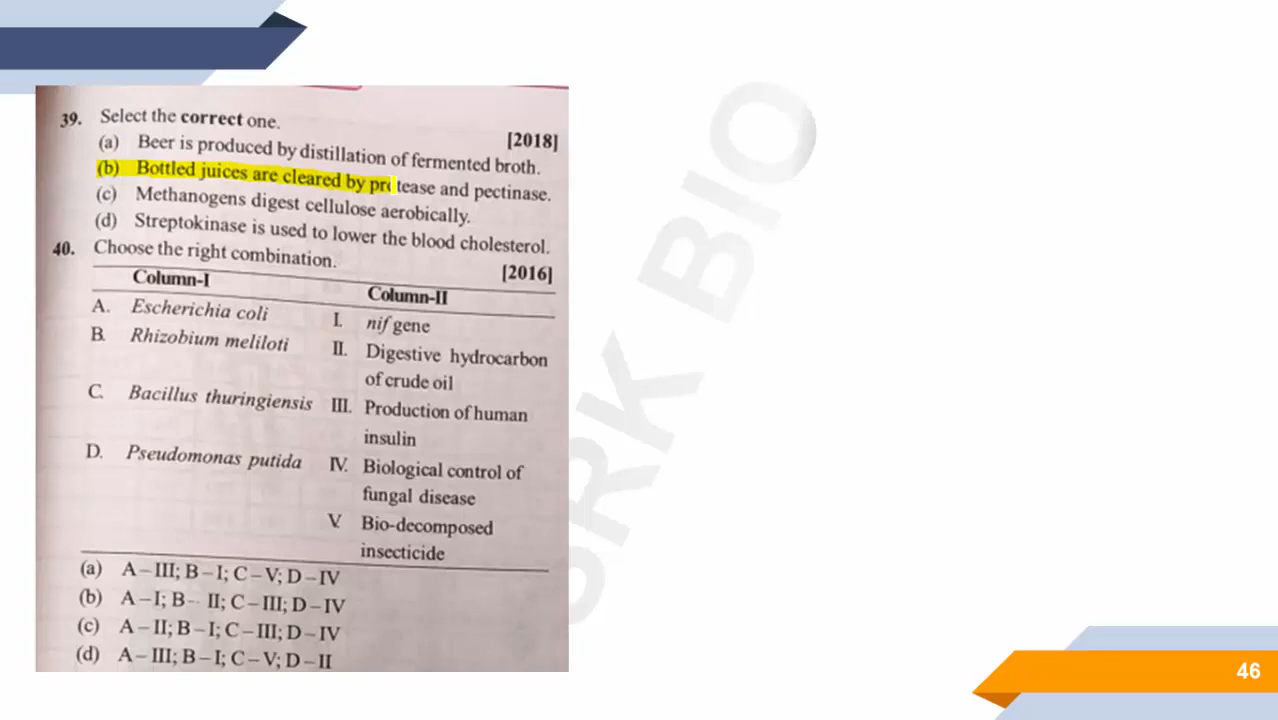 39. Select the correct one. [2018]
(a) Beer is produced by distillation of fermented broth.
(b) Bottled juices are cleared by protease and pectinase.
(c) Methanogens digest cellulose aerobically.
(d) Streptokinase is used to lower the blood cholesterol.
40. Choose the right combination. [2016]
Column-I Column-II
A. Escherichia coli I. nif gene
B. Rhizobium meliloti II. Digestive hydrocarbon
of crude oil
C. Bacillus thuringiensis III. Production of human
insulin
D. Pseudomonas putida IV. Biological control of
fungal disease
V. Bio-decomposed
insecticide
(a) A–III; B–I; C–V; D–IV
(b) A–I; B–II; C–III; D–IV
(c) A–II; B–I; C–III; D–IV
(d) A–III; B–I; C–V; D–II
SRK BIO
46